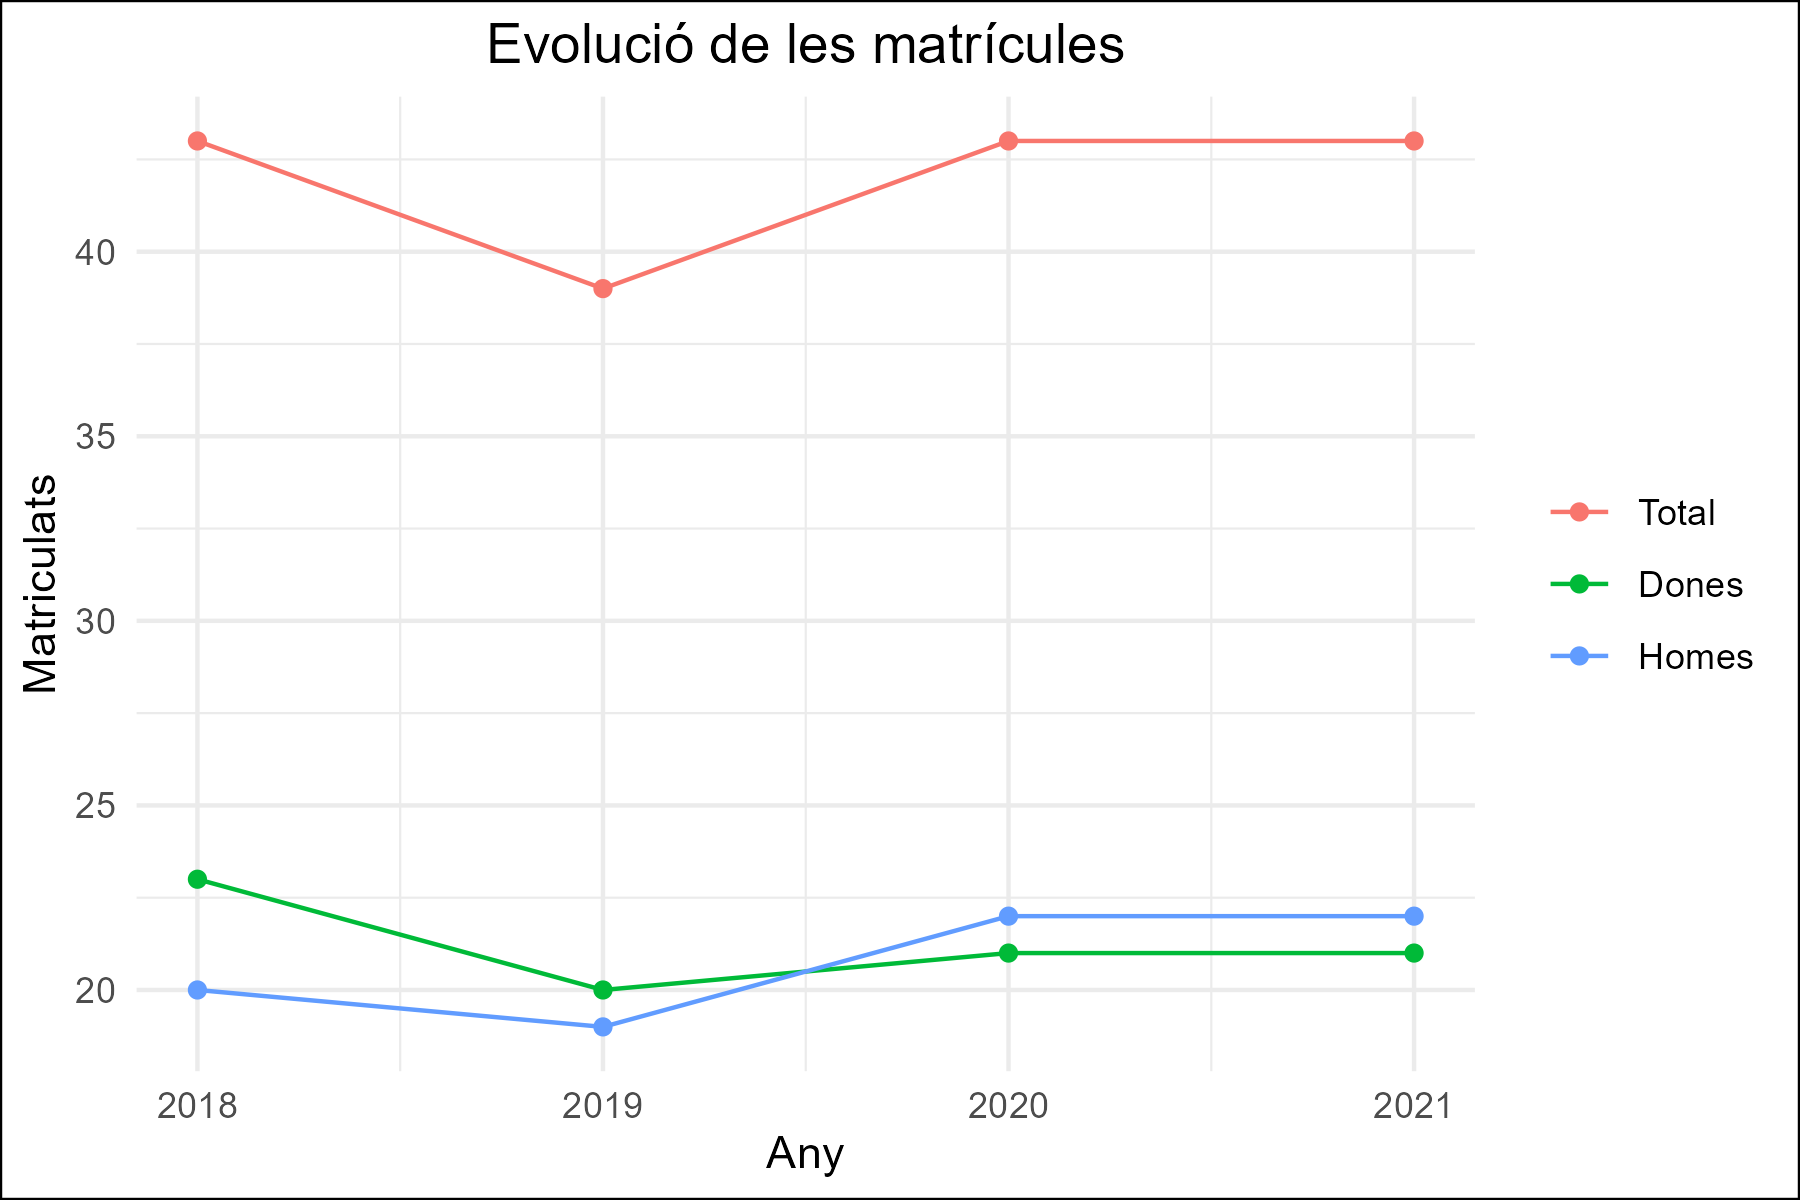 Evolució de les matrícules
Matriculats
40
35
30
25
20
2018 2019 2020 2021
Any
Total
Dones
Homes